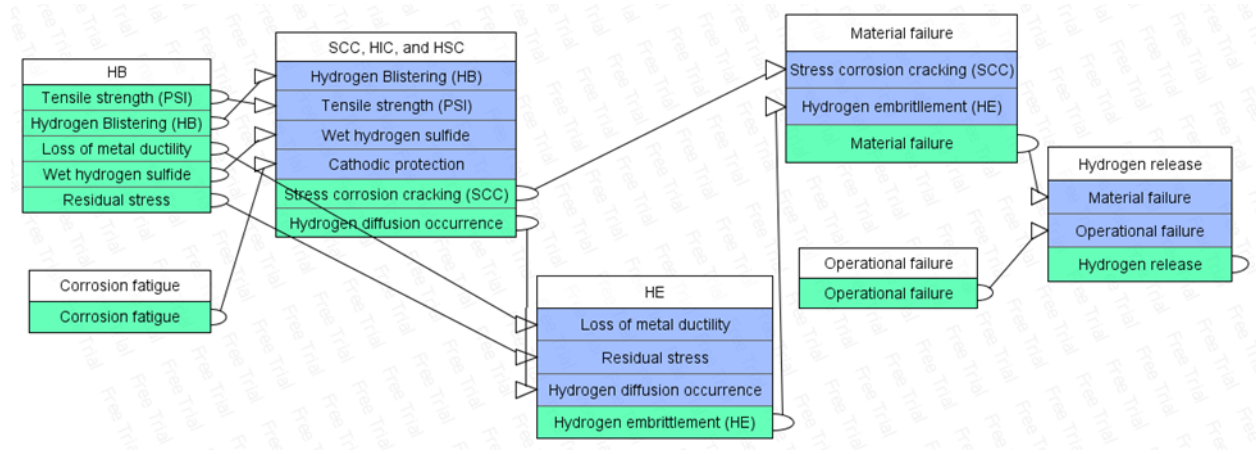 HB
Tensile strength (PSI)
Hydrogen Blistering (HB)
Loss of metal ductility
Wet hydrogen sulfide
Residual stress
Corrosion fatigue
Corrosion fatigue
SCC, HIC, and HSC
Hydrogen Blistering (HB)
Tensile strength (PSI)
Wet hydrogen sulfide
Cathodic protection
Stress corrosion cracking (SCC)
Hydrogen diffusion occurrence
HE
Loss of metal ductility
Residual stress
Hydrogen diffusion occurrence
Hydrogen embrittlement (HE)
Material failure
Stress corrosion cracking (SCC)
Hydrogen embritllement (HE)
Material failure
Operational failure
Operational failure
Hydrogen release
Material failure
Operational failure
Hydrogen release
Free Trial